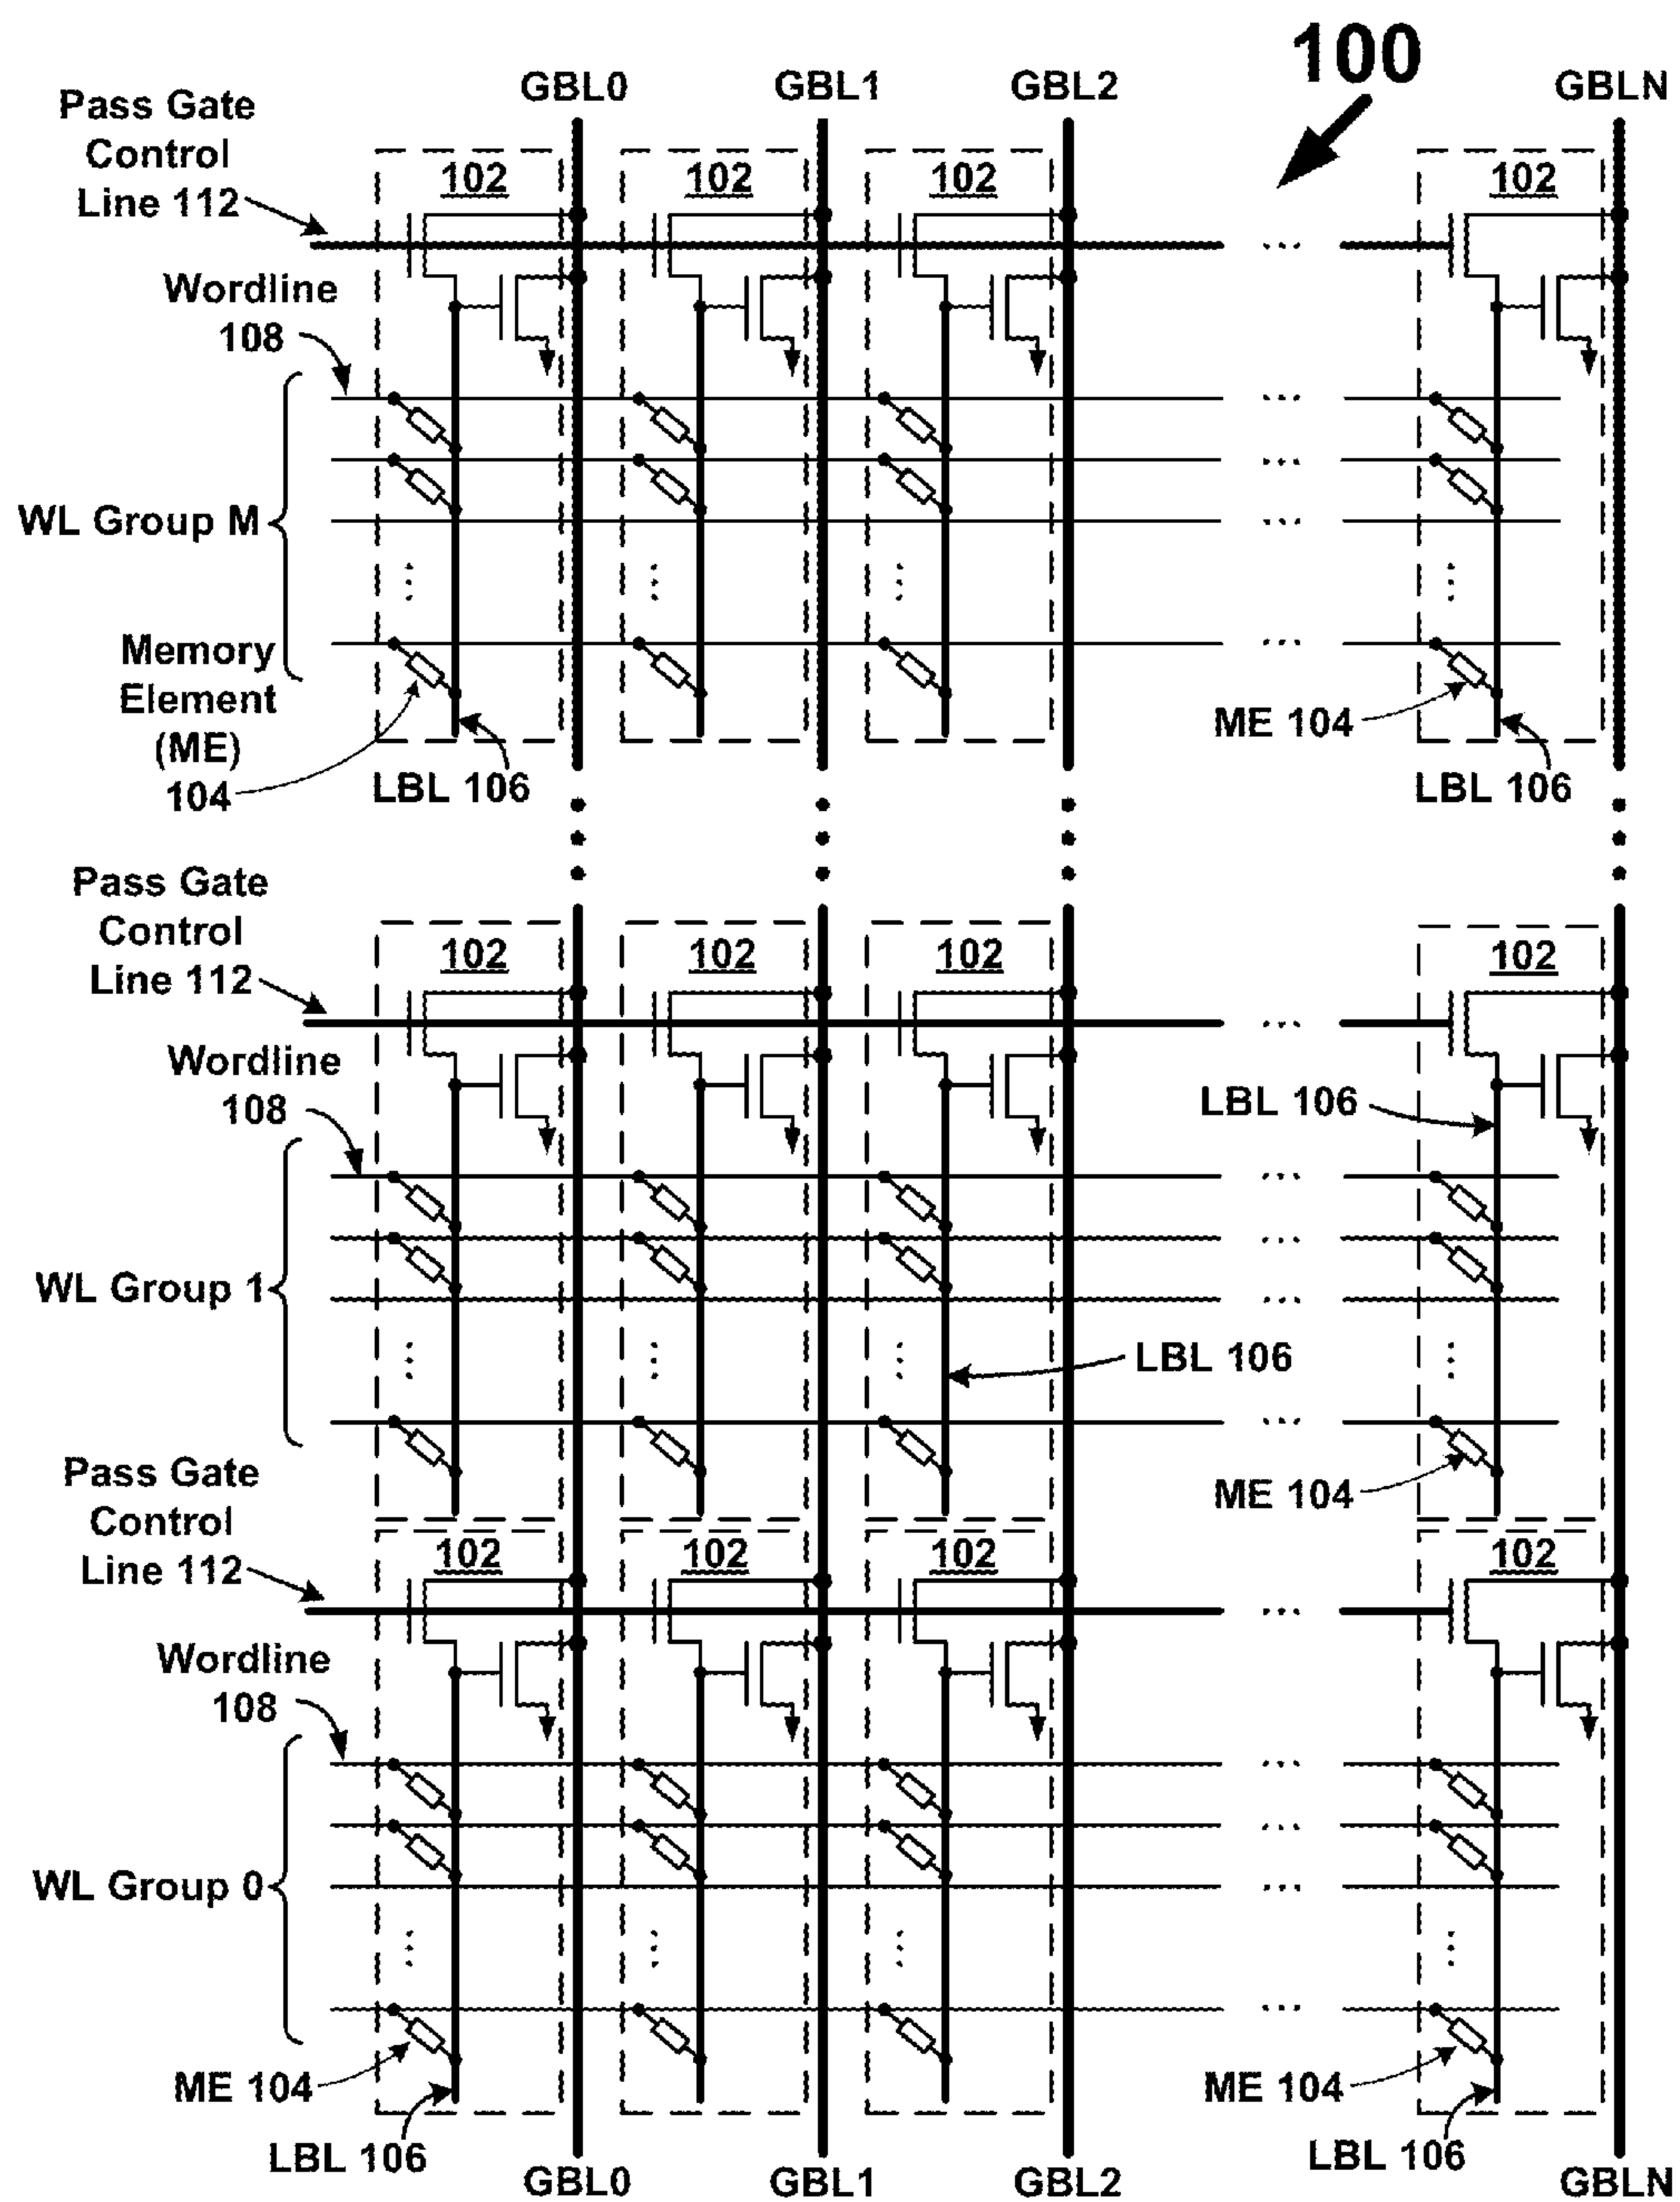 100
GBL0 GBL1 GBL2 GBLN
Pass Gate
Control
Line 112
102 102 102 102
Wordline
108
WL Group M
Memory
Element
(ME)
104
LBL 106
ME 104
LBL 106
Pass Gate
Control
Line 112
102 102 102 102
Wordline
108
LBL 106
WL Group 1
LBL 106
ME 104
Pass Gate
Control
Line 112
102 102 102 102
Wordline
108
WL Group 0
ME 104
ME 104
LBL 106
LBL 106
GBL0 GBL1 GBL2 GBLN